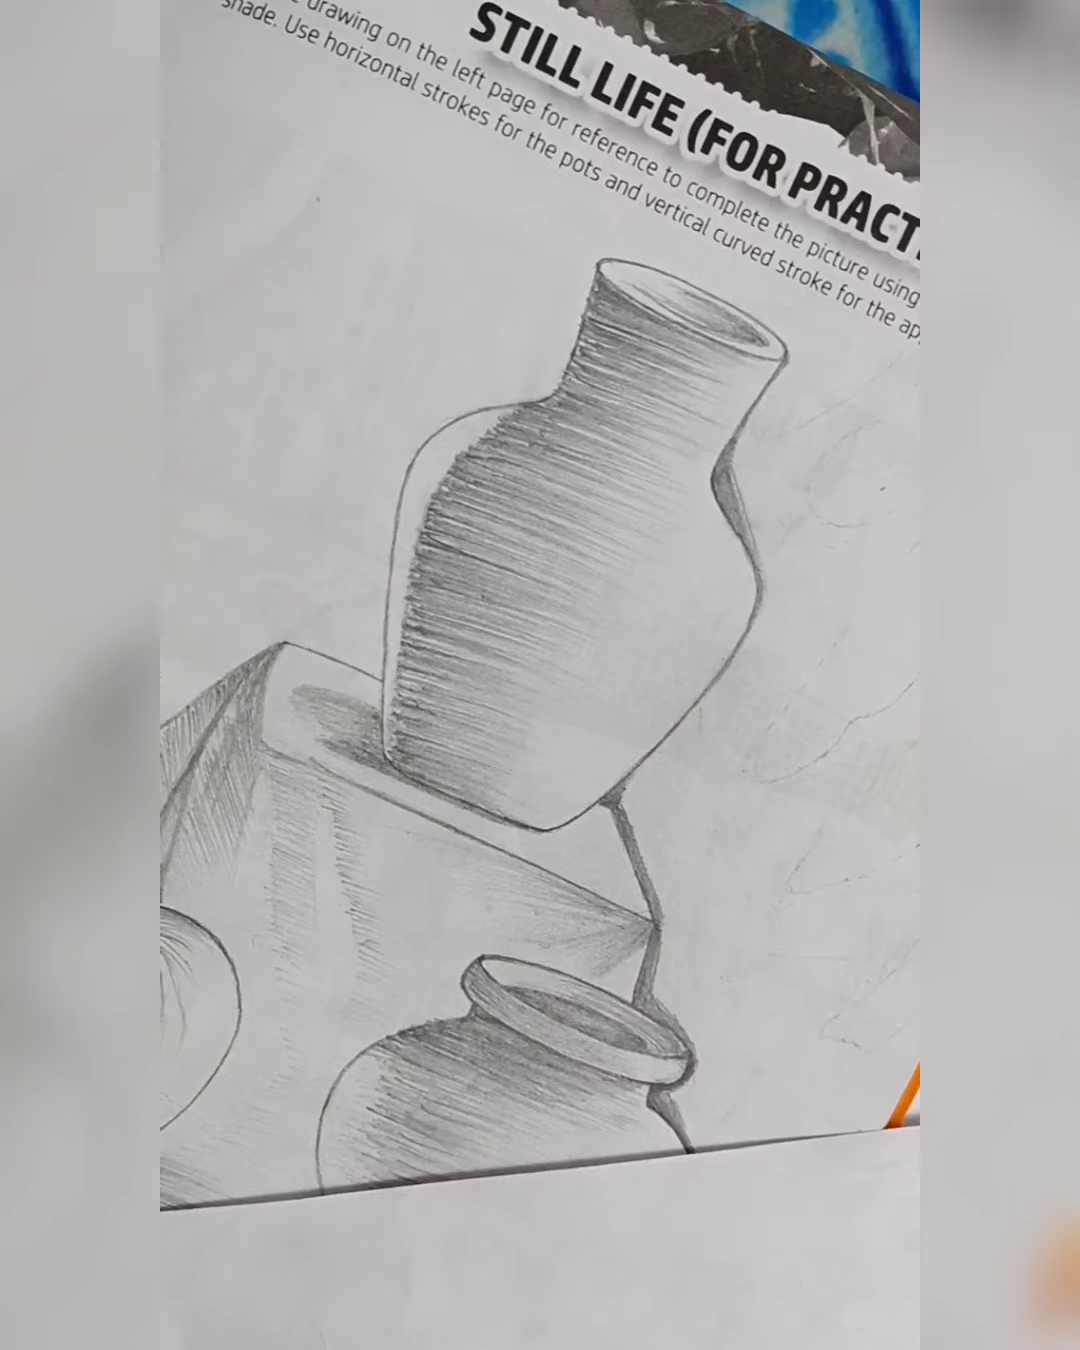 STILL LIFE (FOR PRACT
drawing on the left page for reference to complete the picture using
shade. Use horizontal strokes for the pots and vertical curved stroke for the ap